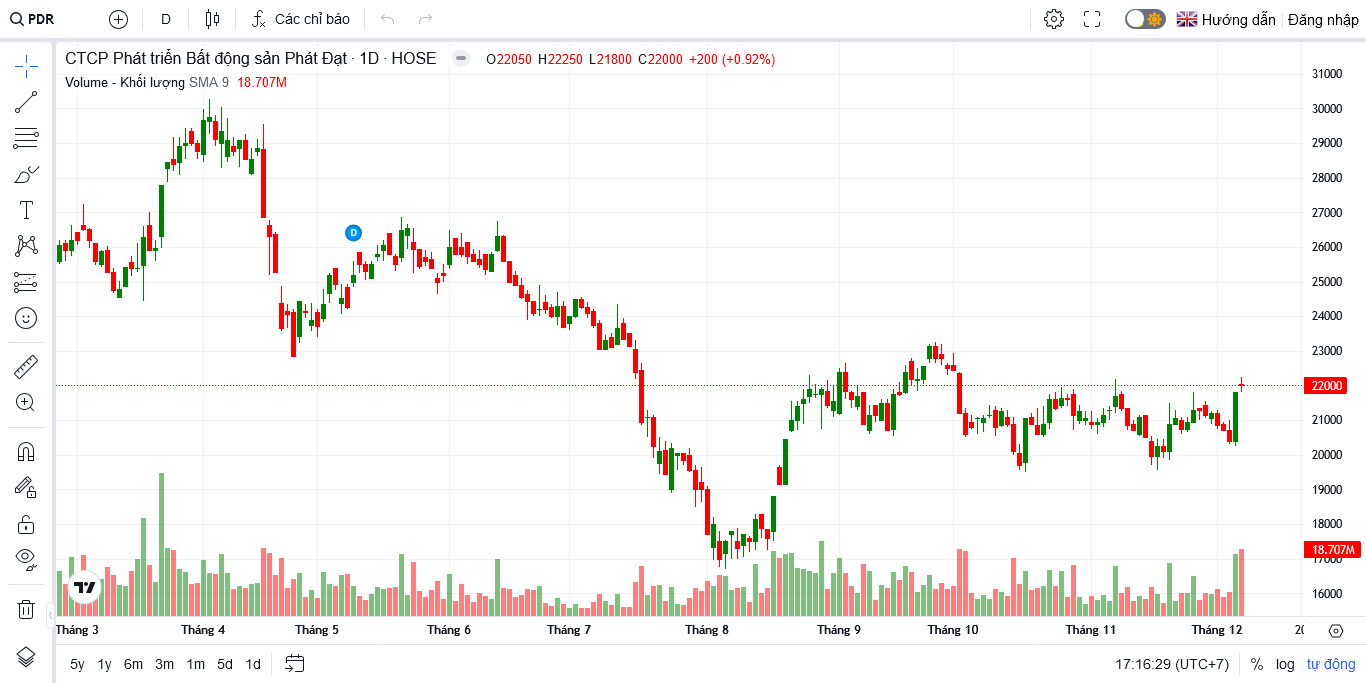 PDR D Các chỉ báo Hướng dẫn Đăng nhập
CTCP Phát triển Bất động sản Phát Đạt · 1D · HOSE O22050 H22250 L21800 C22000 +200 (+0.92%)
Volume - Khối lượng SMA 9 18.707M
31000
30000
29000
28000
27000
D
26000
25000
24000
23000
22000
21000
20000
19000
18000
18.707M
17000
16000
Tháng 3 Tháng 4 Tháng 5 Tháng 6 Tháng 7 Tháng 8 Tháng 9 Tháng 10 Tháng 11 Tháng 12
5y 1y 6m 3m 1m 5d 1d 17:16:29 (UTC+7) % log tự động